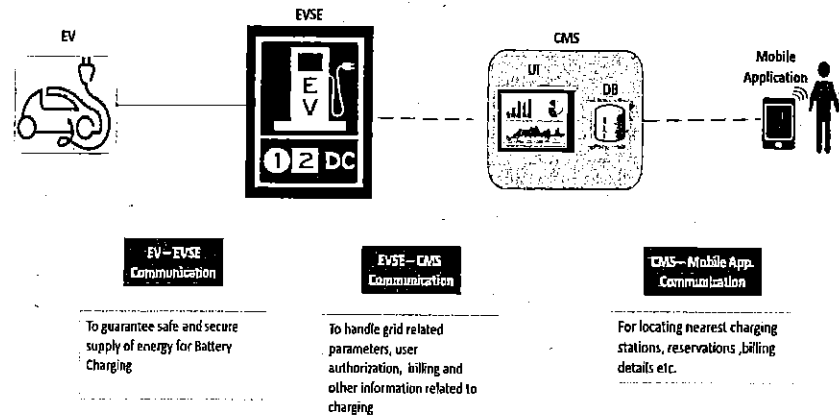 EV
EVSE
CMS
Mobile
Application
UI
DB
E
V
1 2 DC
EV-EVSE
Communication
EVSE-CMS
Communication
CMS-Mobile App.
Communication
To guarantee safe and secure
supply of energy for Battery
Charging
To handle grid related
parameters, user
authorization, billing and
other information related to
charging
For locating nearest charging
stations, reservations ,billing
details etc.